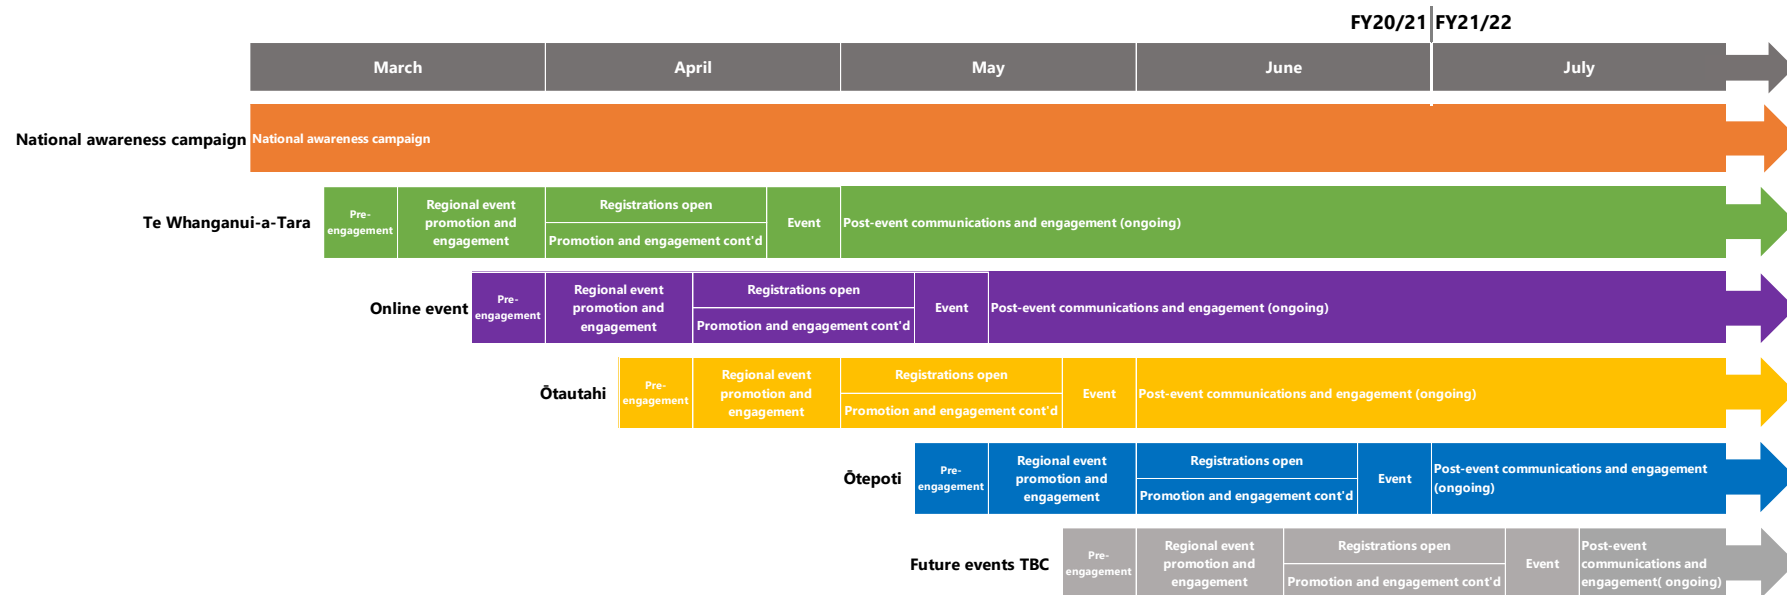 FY20/21 FY21/22
March April May June July
National awareness campaign
National awareness campaign
Te Whanganui-a-Tara
Pre-
engagement
Regional event
promotion and
engagement
Registrations open
Promotion and engagement cont'd
Event
Post-event communications and engagement (ongoing)
Online event
Pre-
engagement
Regional event
promotion and
engagement
Registrations open
Promotion and engagement cont'd
Event
Post-event communications and engagement (ongoing)
Ōtautahi
Pre-
engagement
Regional event
promotion and
engagement
Registrations open
Promotion and engagement cont'd
Event
Post-event communications and engagement (ongoing)
Ōtepoti
Pre-
engagement
Regional event
promotion and
engagement
Registrations open
Promotion and engagement cont'd
Event
Post-event communications and engagement
(ongoing)
Future events TBC
Pre-
engagement
Regional event
promotion and
engagement
Registrations open
Promotion and engagement cont'd
Event
Post-event
communications and
engagement( ongoing)